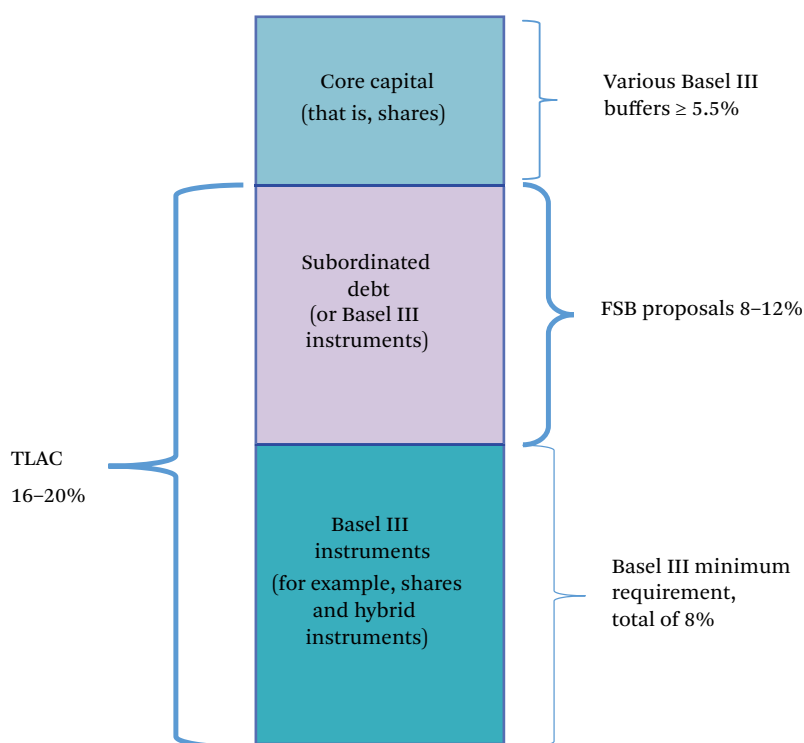 Core capital
(that is, shares)
Various Basel III
buffers ≥ 5.5%
Subordinated
debt
(or Basel III
instruments)
FSB proposals 8–12%
TLAC
16–20%
Basel III
instruments
(for example, shares
and hybrid
instruments)
Basel III minimum
requirement,
total of 8%